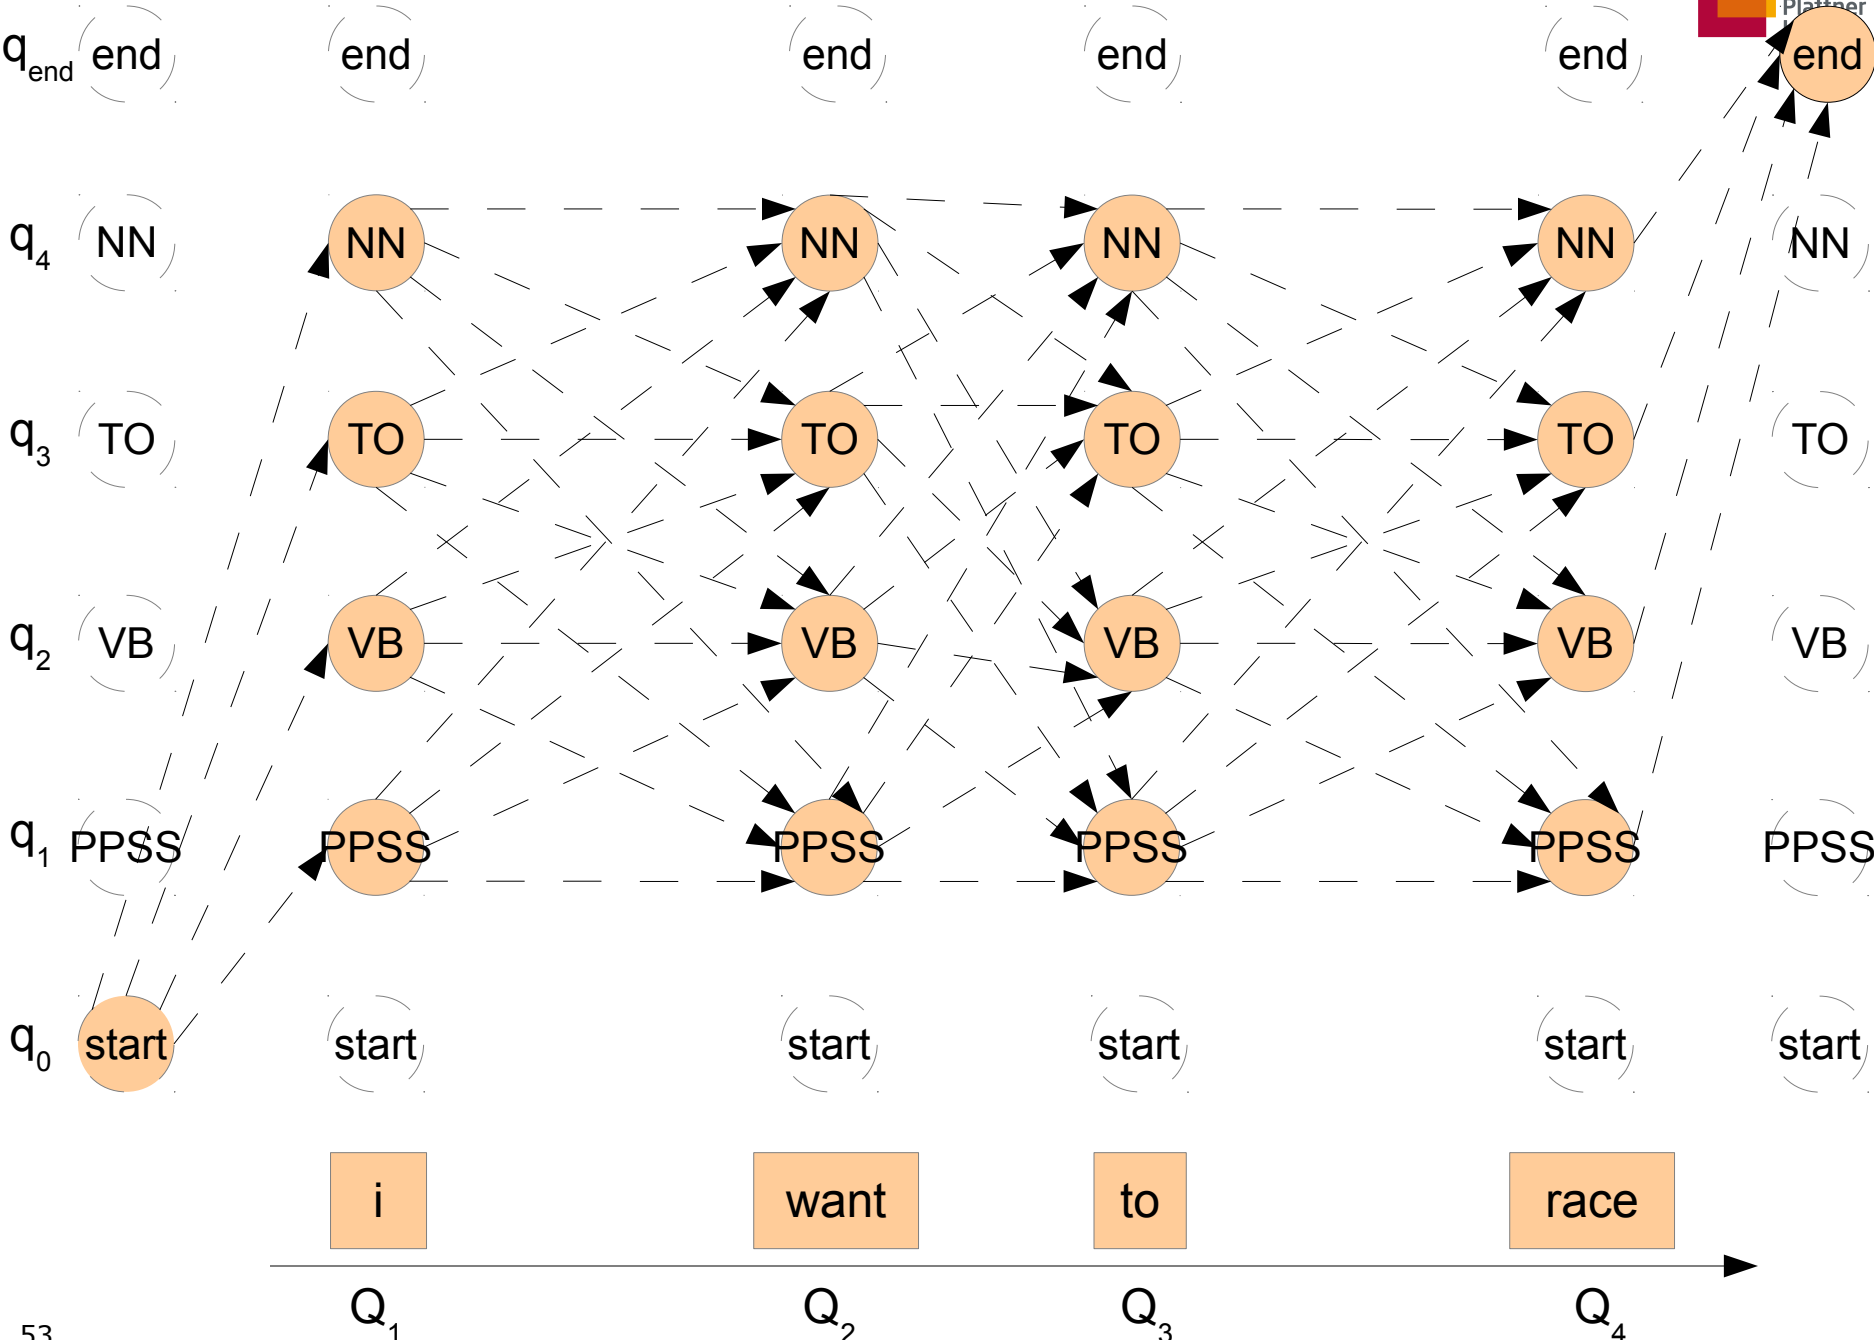 Plattner
q_end end end end end end end
q_4 NN NN NN NN NN NN
q_3 TO TO TO TO TO TO
q_2 VB VB VB VB VB VB
q_1 PPSS PPSS PPSS PPSS PPSS PPSS
q_0 start start start start start start
i want to race
Q_1 Q_2 Q_3 Q_4
53